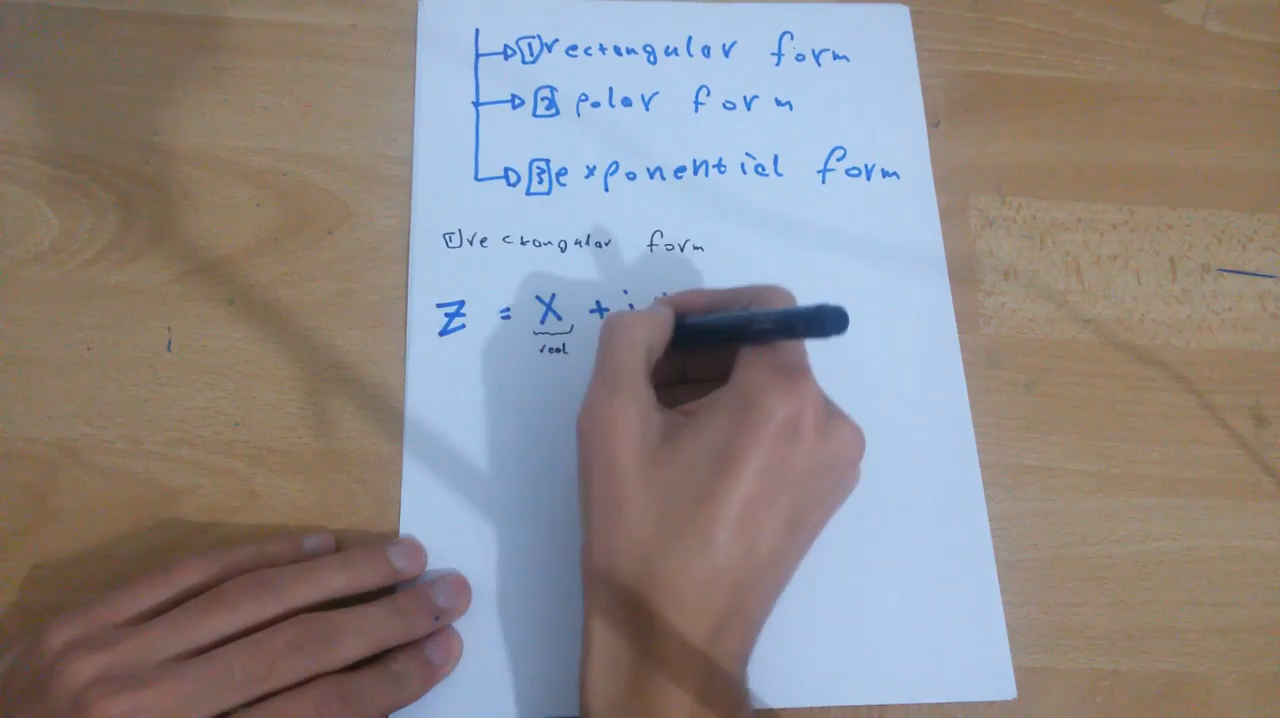 1 rectangular form
2 polar form
3 exponential form
1 rectangular form
Z = X + i
real